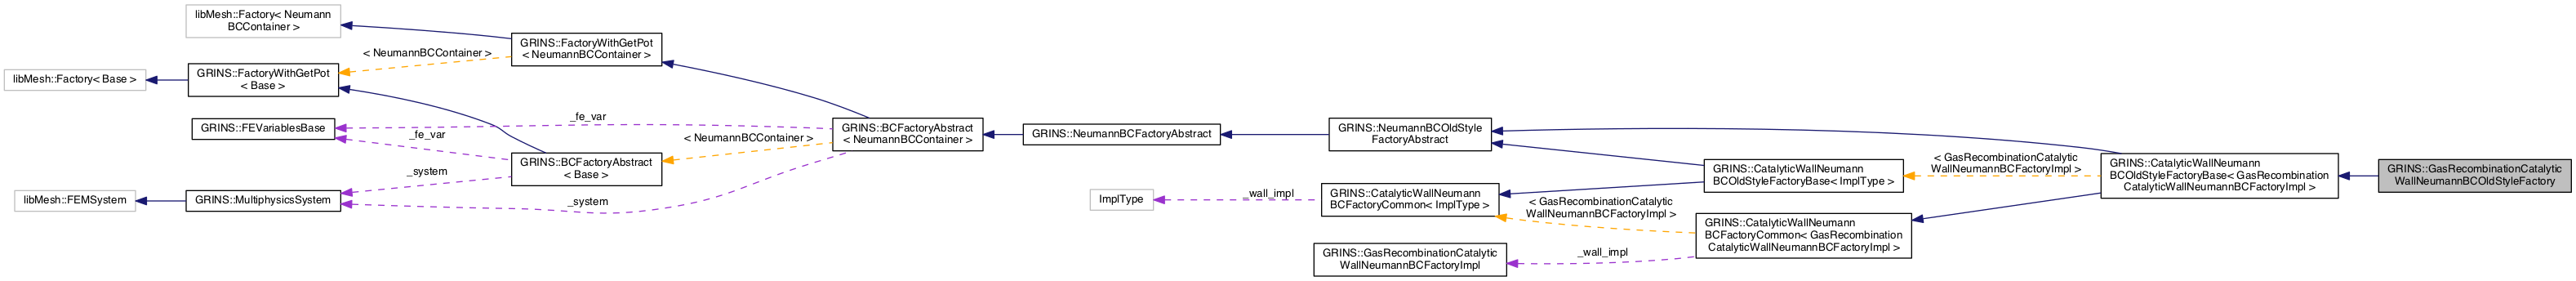 libMesh::Factory< Neumann
BCContainer >
GRINS::FactoryWithGetPot
< NeumannBCContainer >
< NeumannBCContainer >
libMesh::Factory< Base >
GRINS::FactoryWithGetPot
< Base >
GRINS::FEVariablesBase
_fe_var
_fe_var
< NeumannBCContainer >
GRINS::BCFactoryAbstract
< NeumannBCContainer >
GRINS::BCFactoryAbstract
< Base >
_system
_system
libMesh::FEMSystem
GRINS::MultiphysicsSystem
GRINS::NeumannBCFactoryAbstract
GRINS::NeumannBCOldStyle
FactoryAbstract
ImplType
_wall_impl
GRINS::CatalyticWallNeumann
BCFactoryCommon< ImplType >
GRINS::CatalyticWallNeumann
BCOldStyleFactoryBase< ImplType >
< GasRecombinationCatalytic
WallNeumannBCFactoryImpl >
< GasRecombinationCatalytic
WallNeumannBCFactoryImpl >
GRINS::GasRecombinationCatalytic
WallNeumannBCFactoryImpl
_wall_impl
GRINS::CatalyticWallNeumann
BCFactoryCommon< GasRecombination
CatalyticWallNeumannBCFactoryImpl >
GRINS::CatalyticWallNeumann
BCOldStyleFactoryBase< GasRecombination
CatalyticWallNeumannBCFactoryImpl >
GRINS::GasRecombinationCatalytic
WallNeumannBCOldStyleFactory